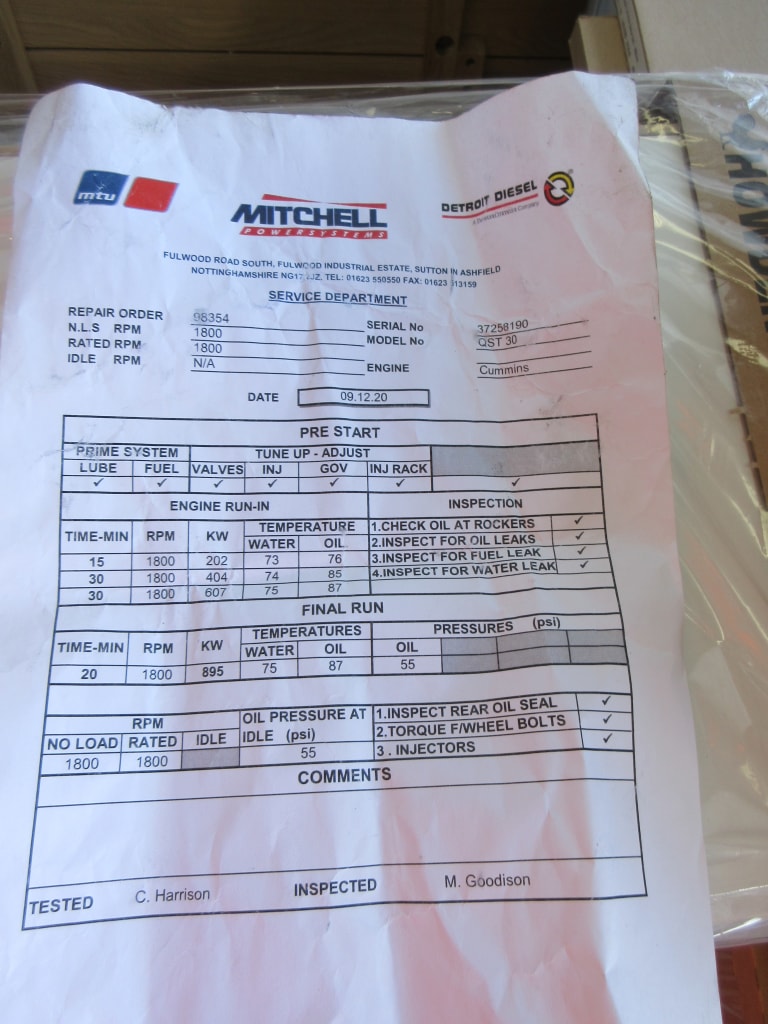 mtu
MITCHELL
POWERSYSTEMS
DETROIT DIESEL
FULWOOD ROAD SOUTH, FULWOOD INDUSTRIAL ESTATE, SUTTON IN ASHFIELD
NOTTINGHAMSHIRE TEL: 01623 550550 FAX: 01623
SERVICE DEPARTMENT
REPAIR ORDER 98354 SERIAL No 37258190
N.L.S RPM 1800 MODEL No QST 30
RATED RPM 1800
IDLE RPM N/A ENGINE Cummins
DATE 09.12.20
PRE START
PRIME SYSTEM TUNE UP - ADJUST
LUBE FUEL VALVES INJ GOV INJ RACK
✓ ✓ ✓ ✓ ✓ ✓ ✓
ENGINE RUN-IN INSPECTION
TIME-MIN RPM KW TEMPERATURE 1.CHECK OIL AT ROCKERS ✓
WATER OIL 2.INSPECT FOR OIL LEAKS ✓
15 1800 202 73 76 3.INSPECT FOR FUEL LEAK ✓
30 1800 404 74 85 4.INSPECT FOR WATER LEAK ✓
30 1800 607 75 87
FINAL RUN
TIME-MIN RPM KW TEMPERATURES PRESSURES (psi)
WATER OIL OIL
20 1800 895 75 87 55
RPM OIL PRESSURE AT 1.INSPECT REAR OIL SEAL ✓
NO LOAD RATED IDLE IDLE (psi) 2.TORQUE F/WHEEL BOLTS ✓
1800 1800 55 3 . INJECTORS ✓
COMMENTS
TESTED C. Harrison INSPECTED M. Goodison